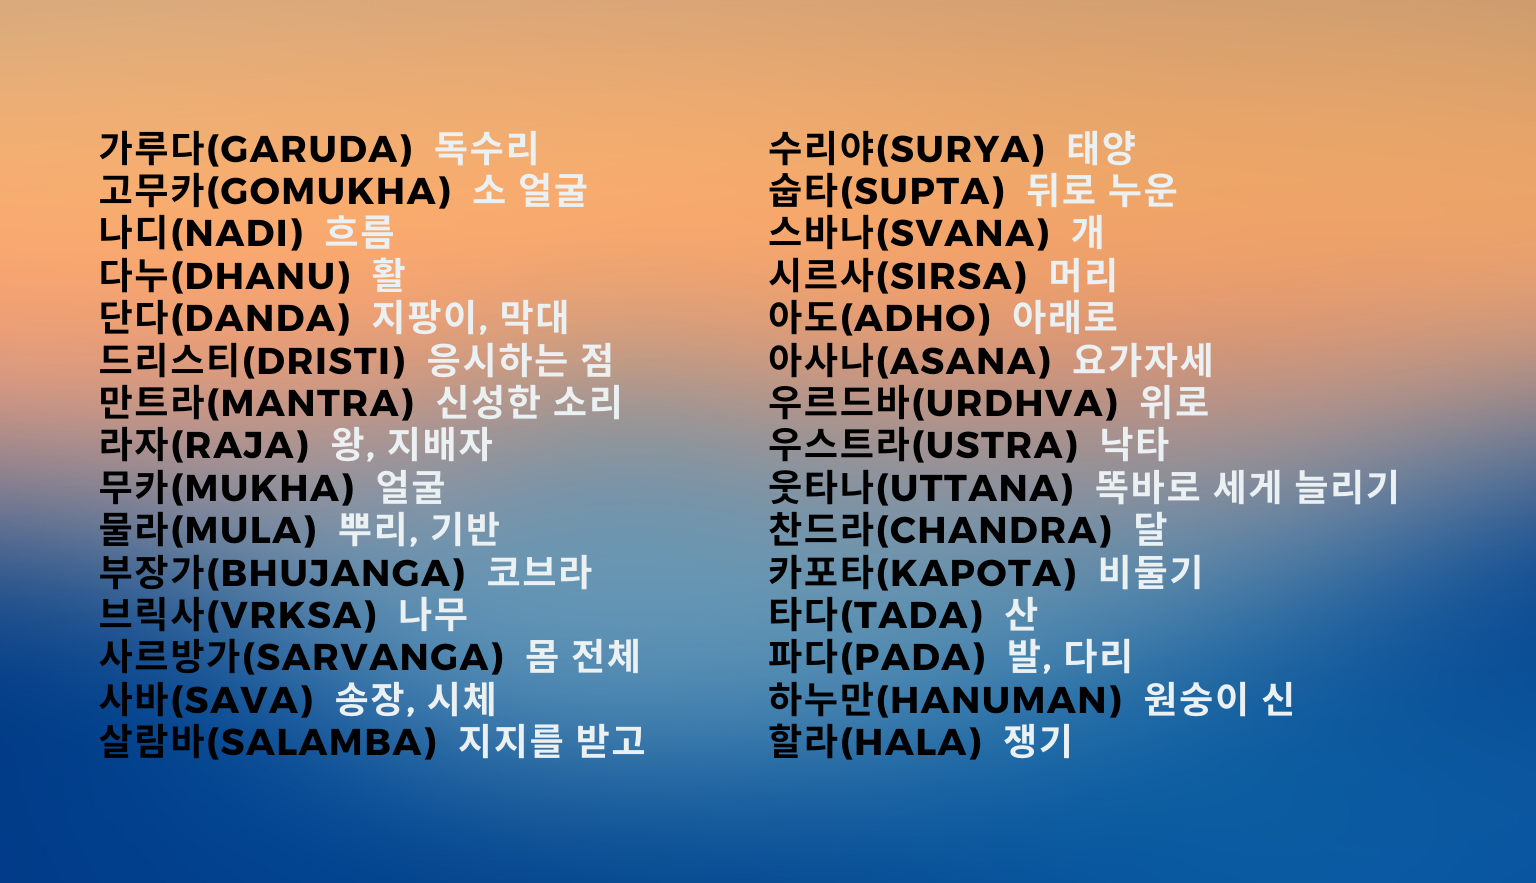 가루다(GARUDA) 독수리
고무카(GOMUKHA) 소 얼굴
나디(NADI) 흐름
다누(DHANU) 활
단다(DANDA) 지팡이, 막대
드리스티(DRISTI) 응시하는 점
만트라(MANTRA) 신성한 소리
라자(RAJA) 왕, 지배자
무카(MUKHA) 얼굴
물라(MULA) 뿌리, 기반
부장가(BHUJANGA) 코브라
브릭사(VRKSA) 나무
사르방가(SARVANGA) 몸 전체
사바(SAVA) 송장, 시체
살람바(SALAMBA) 지지를 받고
수리야(SURYA) 태양
숩타(SUPTA) 뒤로 누운
스바나(SVANA) 개
시르사(SIRSA) 머리
아도(ADHO) 아래로
아사나(ASANA) 요가자세
우르드바(URDHVA) 위로
우스트라(USTRA) 낙타
웃타나(UTTANA) 똑바로 세게 늘리기
찬드라(CHANDRA) 달
카포타(KAPOTA) 비둘기
타다(TADA) 산
파다(PADA) 발, 다리
하누만(HANUMAN) 원숭이 신
할라(HALA) 쟁기